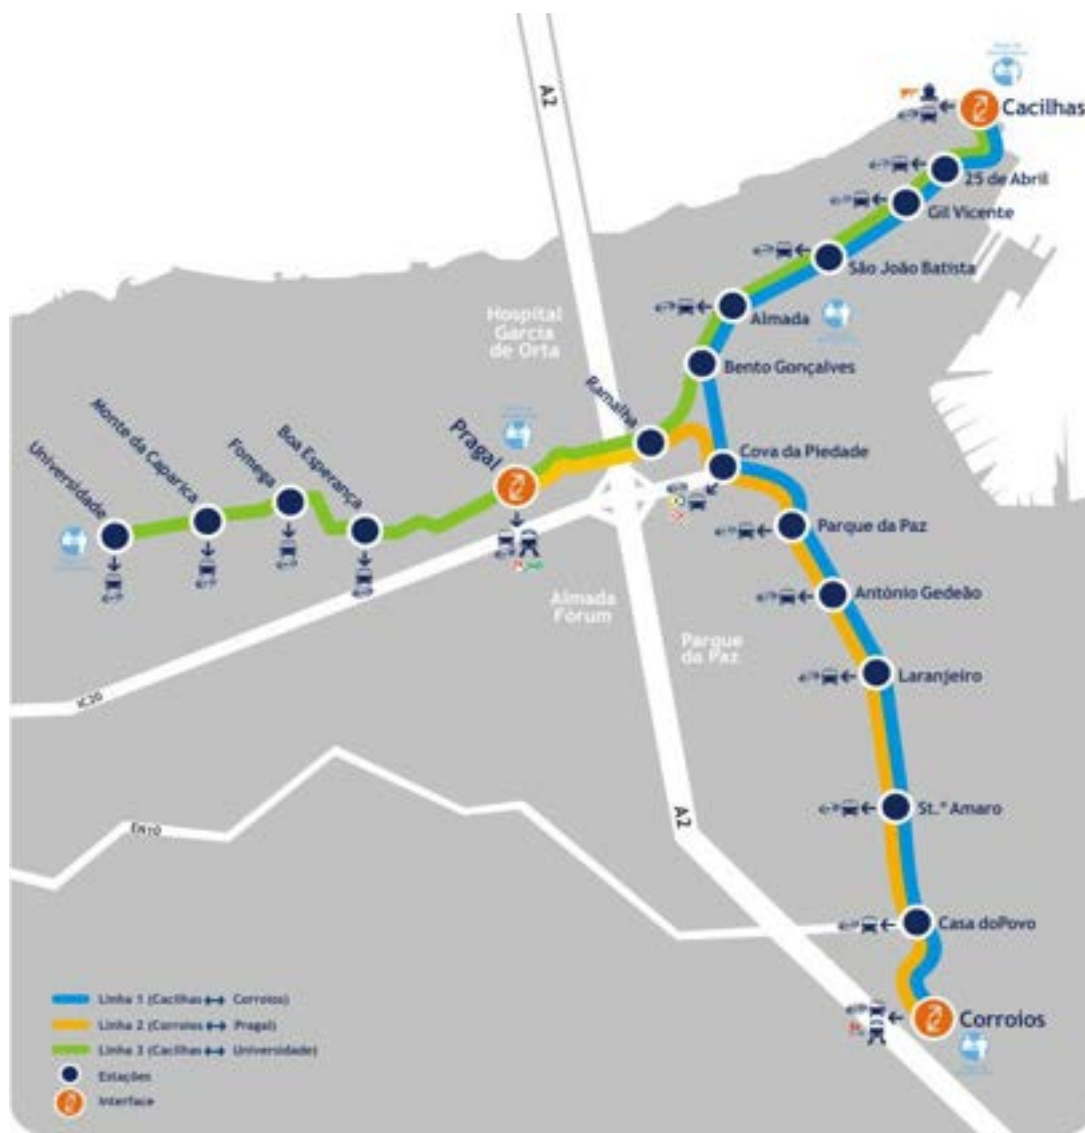 A2
Cacilhas
25 de Abril
Gil Vicente
São João Batista
Almada
Hospital
Garcia
de Orta
Bento Gonçalves
Ramalha
Cova da Piedade
Pragal
Boa Esperança
Fomega
Monte da Caparica
Universidade
Parque da Paz
António Gedeão
Almada
Fórum
Parque
da Paz
Laranjeiro
IC20
A2
St.º Amaro
EN10
Casa doPovo
Corroios
Linha 1 (Cacilhas ↔ Corroios)
Linha 2 (Corroios ↔ Pragal)
Linha 3 (Cacilhas ↔ Universidade)
Estações
Interface